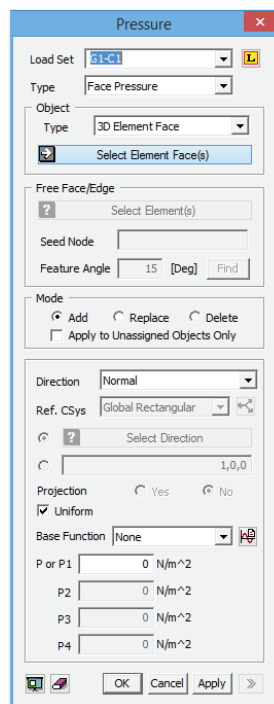 Pressure
Load Set G1-C1
Type Face Pressure
Object
Type 3D Element Face
Select Element Face(s)
Free Face/Edge
? Select Element(s)
Seed Node
Feature Angle 15 [Deg] Find
Mode
Add Replace Delete
Apply to Unassigned Objects Only
Direction Normal
Ref. CSys Global Rectangular
? Select Direction
1,0,0
Projection Yes No
Uniform
Base Function None
P or P1 0 N/m^2
P2 0 N/m^2
P3 0 N/m^2
P4 0 N/m^2
OK Cancel Apply